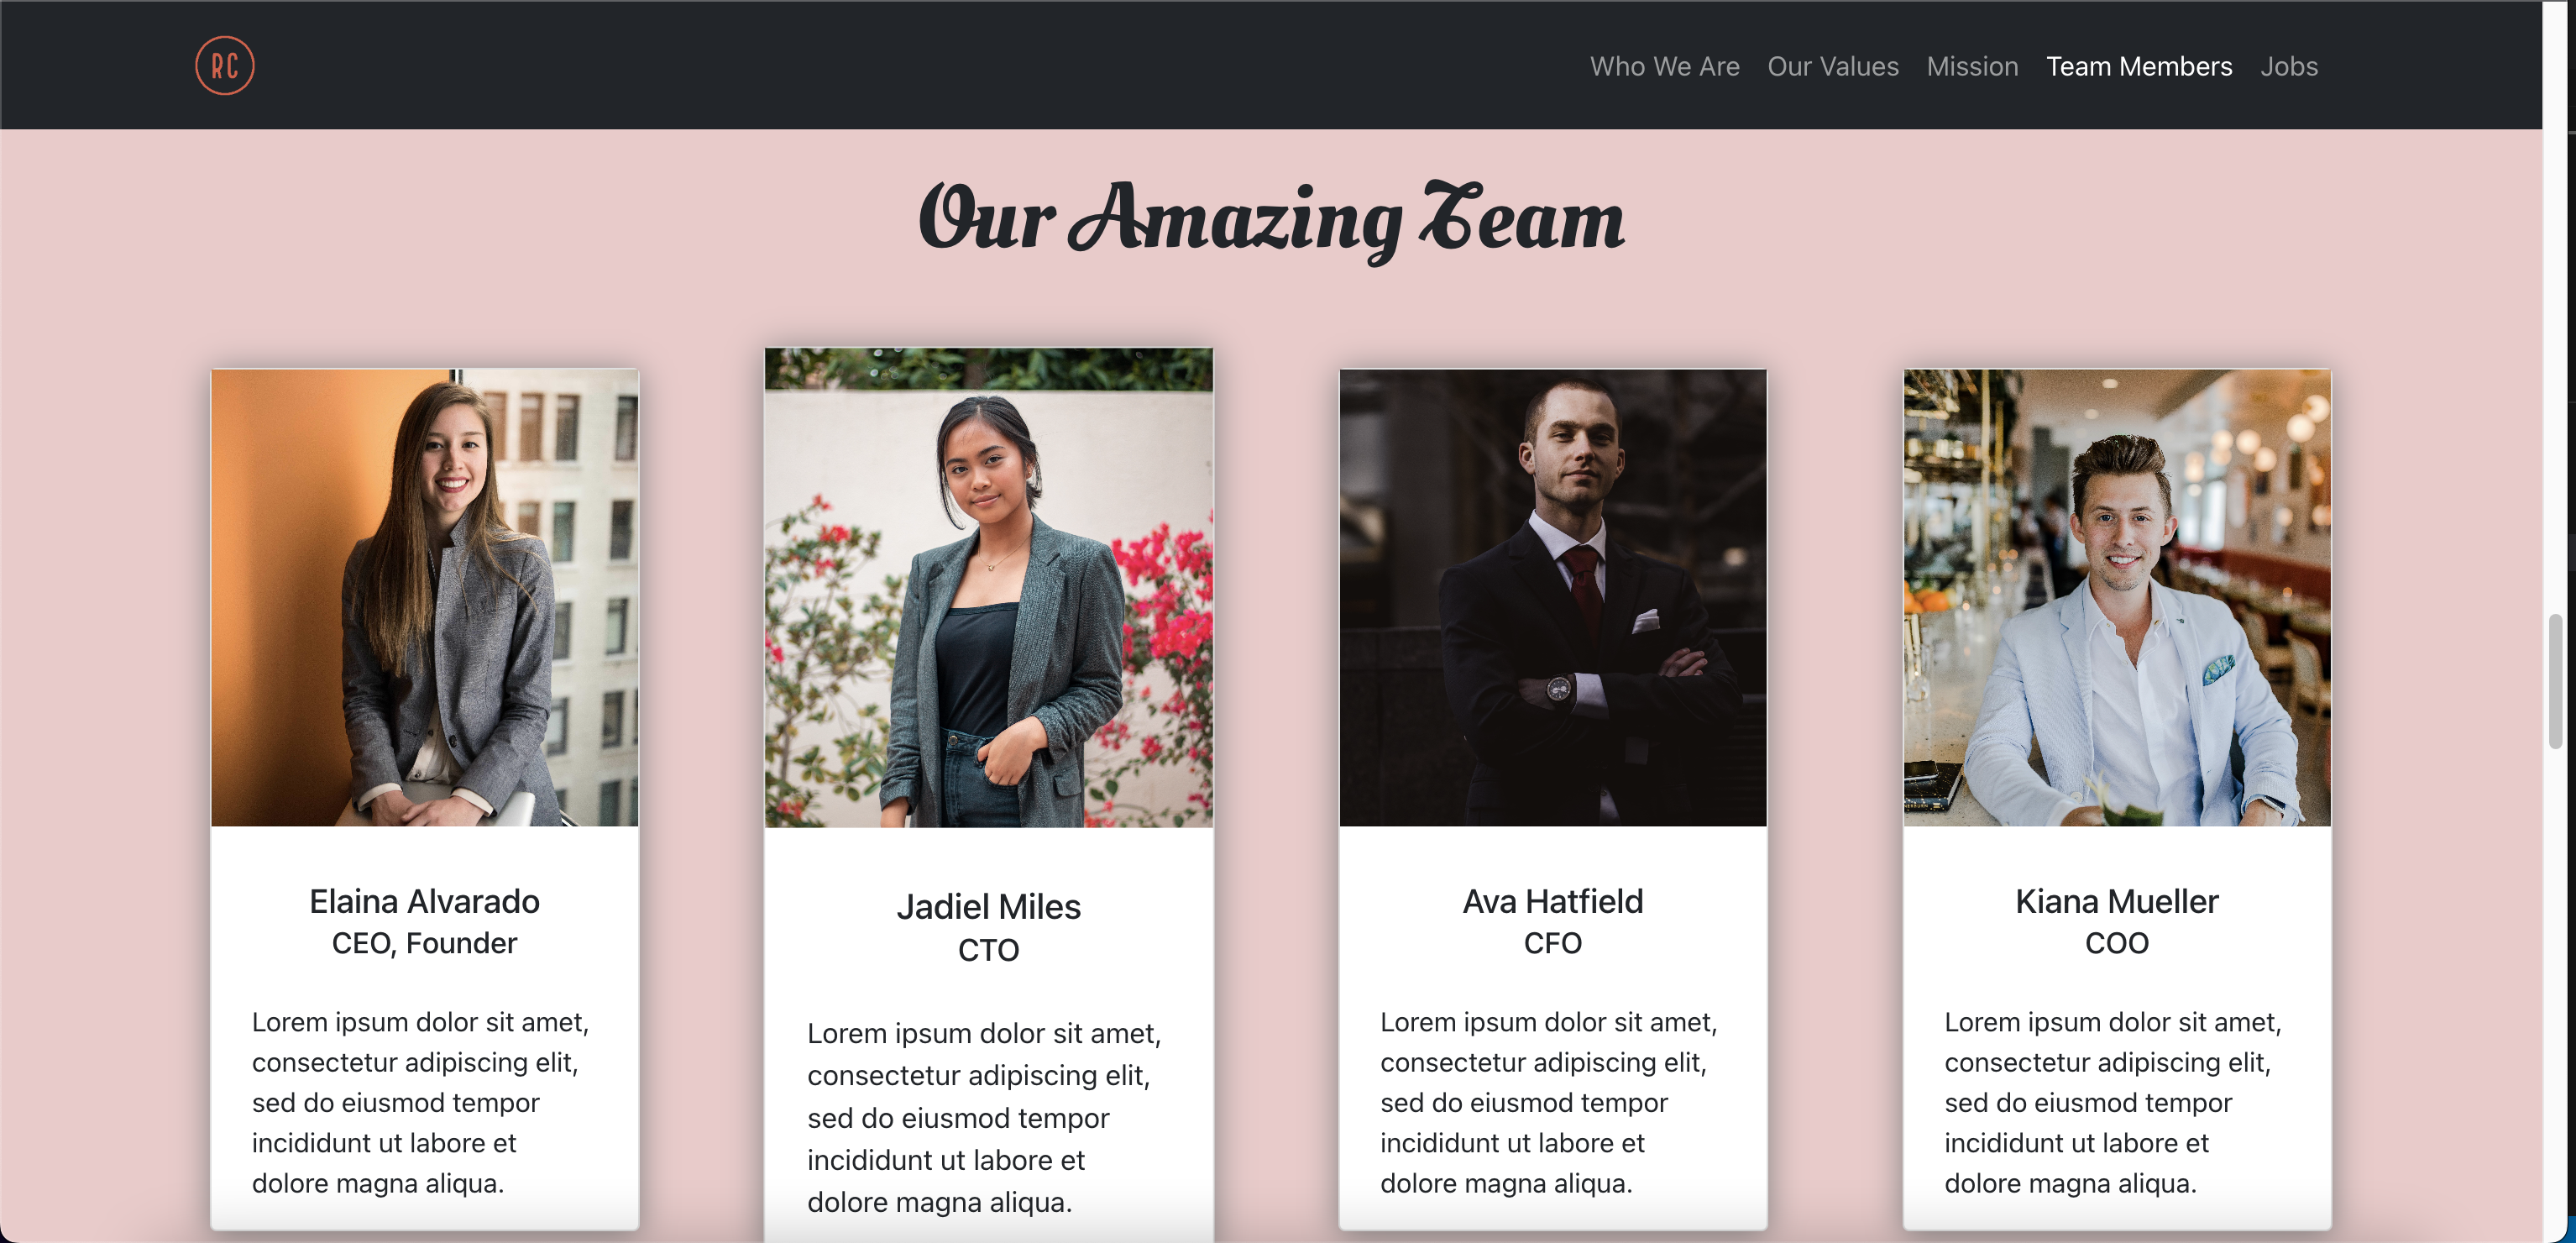 RC
Who We Are Our Values Mission Team Members Jobs
Our Amazing Team
Elaina Alvarado
CEO, Founder
Lorem ipsum dolor sit amet,
consectetur adipiscing elit,
sed do eiusmod tempor
incididunt ut labore et
dolore magna aliqua.
Jadiel Miles
CTO
Lorem ipsum dolor sit amet,
consectetur adipiscing elit,
sed do eiusmod tempor
incididunt ut labore et
dolore magna aliqua.
Ava Hatfield
CFO
Lorem ipsum dolor sit amet,
consectetur adipiscing elit,
sed do eiusmod tempor
incididunt ut labore et
dolore magna aliqua.
Kiana Mueller
COO
Lorem ipsum dolor sit amet,
consectetur adipiscing elit,
sed do eiusmod tempor
incididunt ut labore et
dolore magna aliqua.